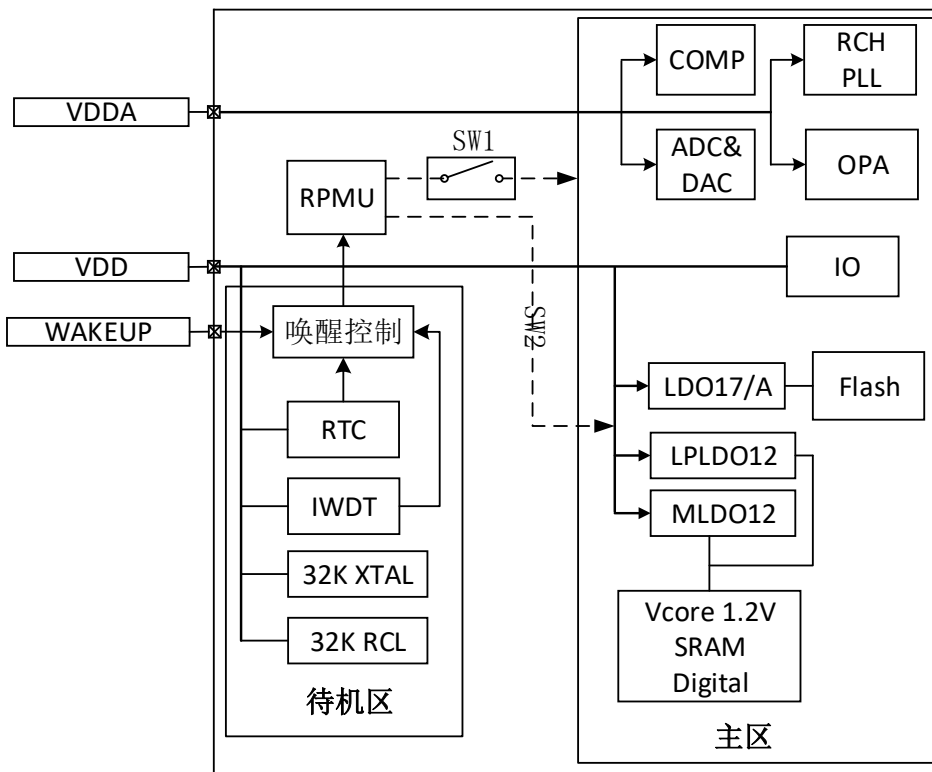 COMP
RCH
PLL
VDDA
SW1
ADC&
DAC
OPA
RPMU
VDD
IO
WAKEUP
唤醒控制
SW2
LDO17/A
Flash
RTC
LPLDO12
IWDT
MLDO12
32K XTAL
Vcore 1.2V
SRAM
Digital
32K RCL
待机区
主区